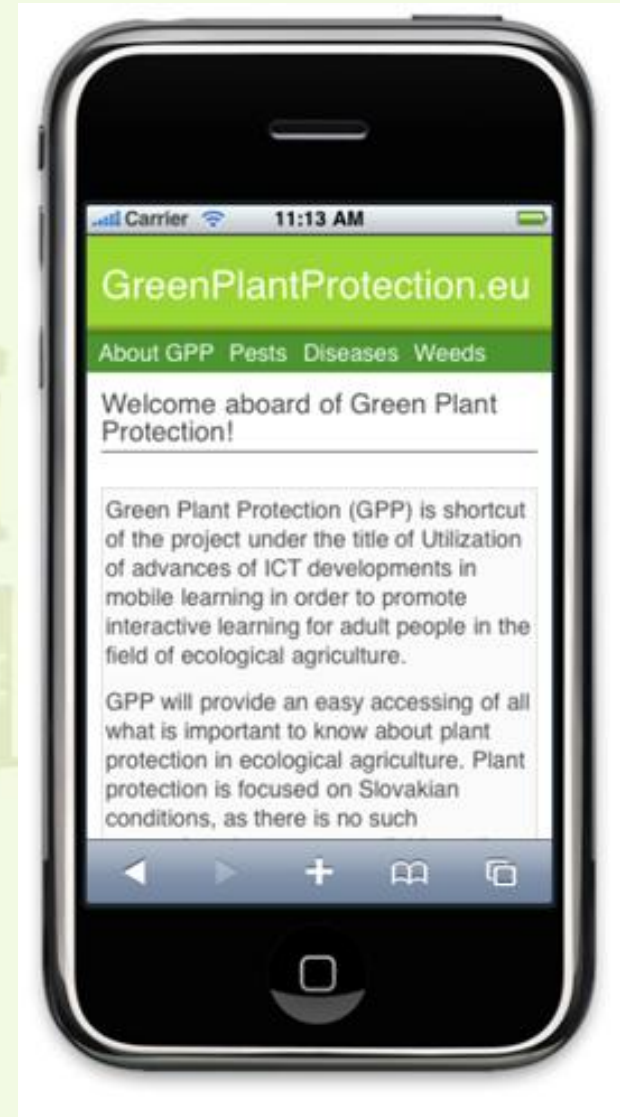 Carrier 11:13 AM
GreenPlantProtection.eu
About GPP Pests Diseases Weeds
Welcome aboard of Green Plant
Protection!
Green Plant Protection (GPP) is shortcut
of the project under the title of Utilization
of advances of ICT developments in
mobile learning in order to promote
interactive learning for adult people in the
field of ecological agriculture.
GPP will provide an easy accessing of all
what is important to know about plant
protection in ecological agriculture. Plant
protection is focused on Slovakian
conditions, as there is no such